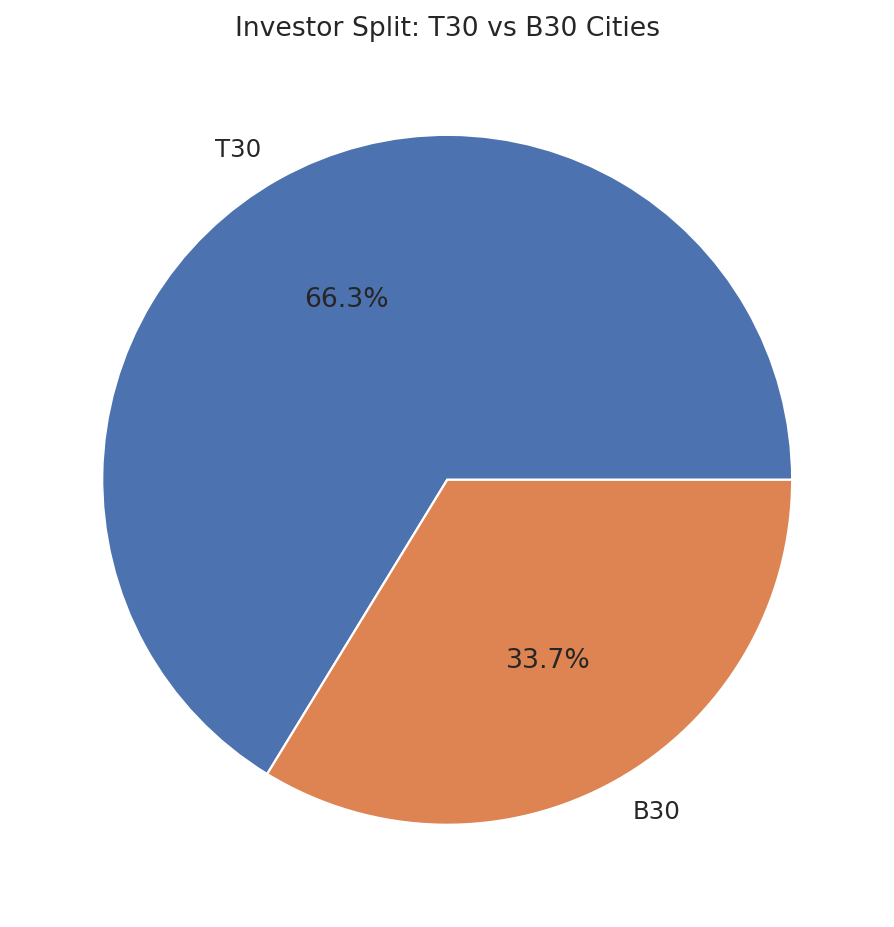 Investor Split: T30 vs B30 Cities
T30
66.3%
33.7%
B30